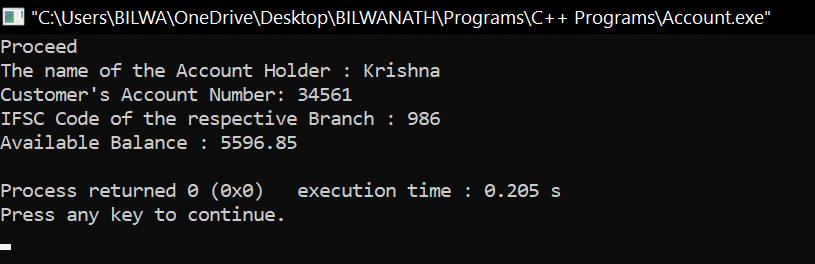 "C:\Users\BILWA\OneDrive\Desktop\BILWANATH\Programs\C++ Programs\Account.exe"
Proceed
The name of the Account Holder : Krishna
Customer's Account Number: 34561
IFSC Code of the respective Branch : 986
Available Balance : 5596.85
Process returned 0 (0x0)   execution time : 0.205 s
Press any key to continue.